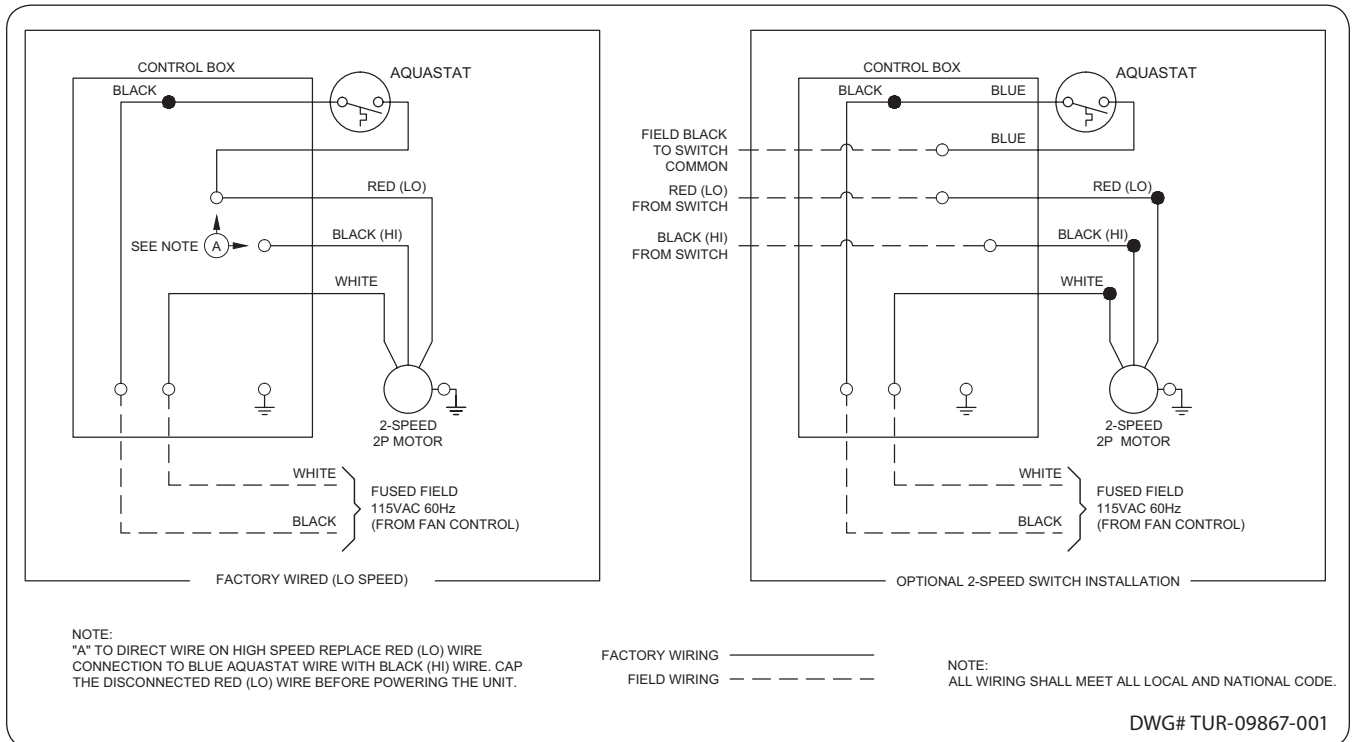 CONTROL BOX
BLACK
AQUASTAT
RED (LO)
SEE NOTE
A
BLACK (HI)
WHITE
2-SPEED
2P MOTOR
WHITE
BLACK
FUSED FIELD
115VAC 60Hz
(FROM FAN CONTROL)
FACTORY WIRED (LO SPEED)
CONTROL BOX
BLACK
BLUE
AQUASTAT
FIELD BLACK
TO SWITCH
COMMON
BLUE
RED (LO)
FROM SWITCH
RED (LO)
BLACK (HI)
FROM SWITCH
BLACK (HI)
WHITE
2-SPEED
2P MOTOR
WHITE
BLACK
FUSED FIELD
115VAC 60Hz
(FROM FAN CONTROL)
OPTIONAL 2-SPEED SWITCH INSTALLATION
NOTE:
"A" TO DIRECT WIRE ON HIGH SPEED REPLACE RED (LO) WIRE
CONNECTION TO BLUE AQUASTAT WIRE WITH BLACK (HI) WIRE. CAP
THE DISCONNECTED RED (LO) WIRE BEFORE POWERING THE UNIT.
FACTORY WIRING
FIELD WIRING
NOTE:
ALL WIRING SHALL MEET ALL LOCAL AND NATIONAL CODE.
DWG# TUR-09867-001